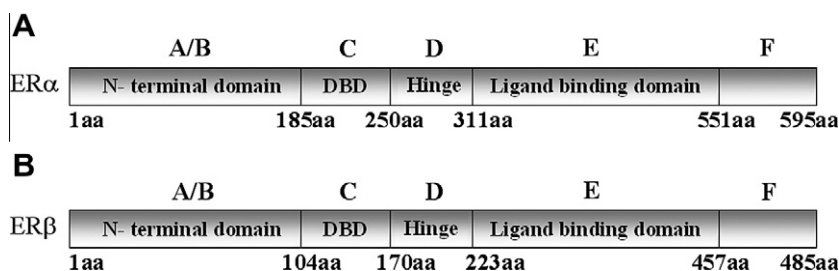 A
A/B C D E F
ERα N- terminal domain DBD Hinge Ligand binding domain
1aa 185aa 250aa 311aa 551aa 595aa
B
A/B C D E F
ERβ N- terminal domain DBD Hinge Ligand binding domain
1aa 104aa 170aa 223aa 457aa 485aa